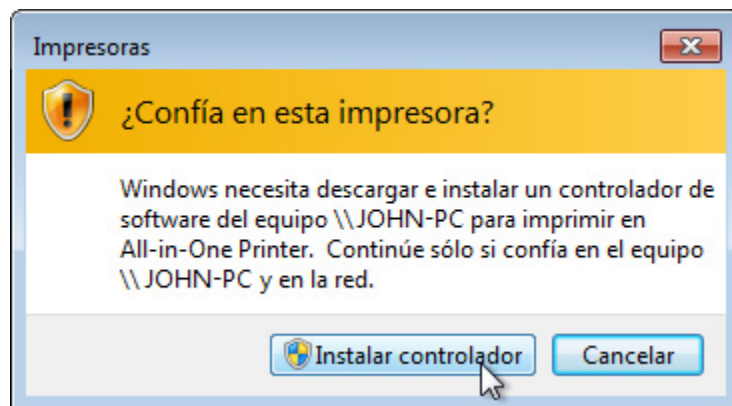 Impresoras
¿Confía en esta impresora?
Windows necesita descargar e instalar un controlador de
software del equipo \\JOHN-PC para imprimir en
All-in-One Printer. Continúe sólo si confía en el equipo
\\ JOHN-PC y en la red.
Instalar controlador Cancelar